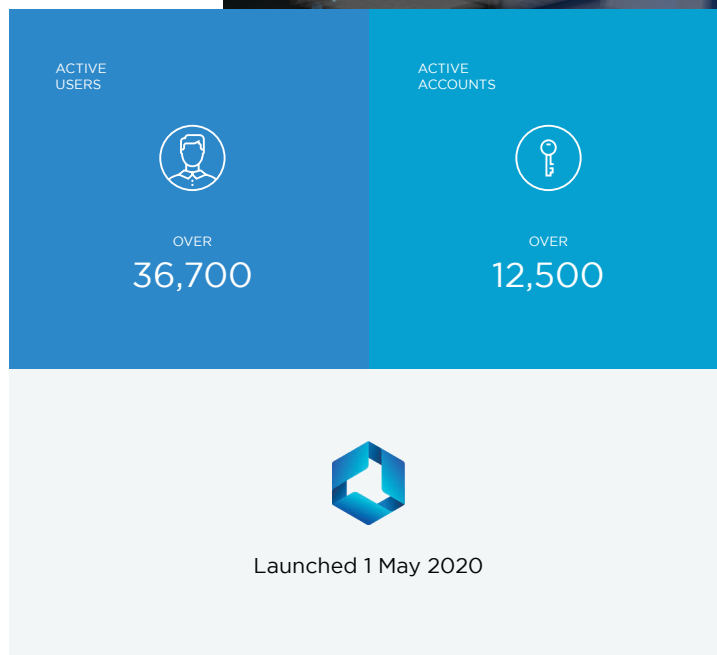 ACTIVE
USERS
OVER
36,700
ACTIVE
ACCOUNTS
OVER
12,500
Launched 1 May 2020